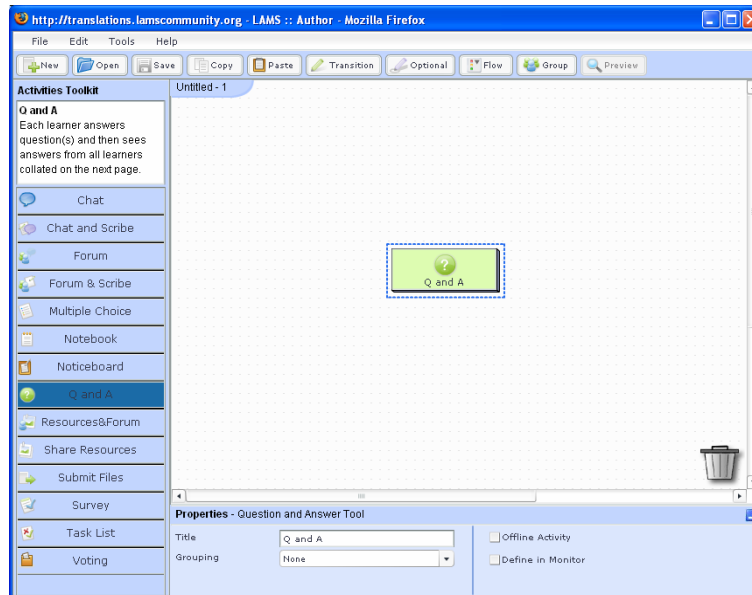 http://translations.lamscommunity.org - LAMS :: Author - Mozilla Firefox
File Edit Tools Help
New Open Save Copy Paste Transition Optional Flow Group Preview
Activities Toolkit
Untitled - 1
Q and A
Each learner answers
question(s) and then sees
answers from all learners
collated on the next page.
Chat
Chat and Scribe
Forum
Forum & Scribe
Multiple Choice
Notebook
Noticeboard
Q and A
Resources&Forum
Share Resources
Submit Files
Survey
Task List
Voting
Q and A
Properties - Question and Answer Tool
Title Q and A Offline Activity
Grouping None Define in Monitor